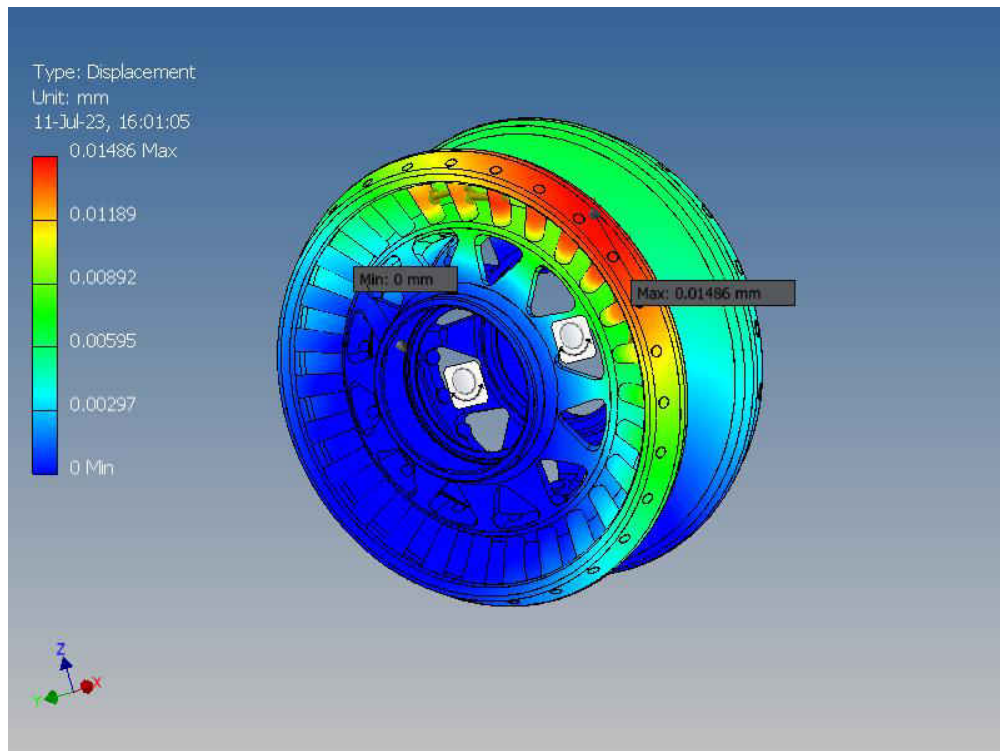 Type: Displacement
Unit: mm
11-Jul-23, 16:01:05
0.01486 Max
0.01189
0.00892
0.00595
0.00297
0 Min
Min: 0 mm
Max: 0.01486 mm
Z
Y
X